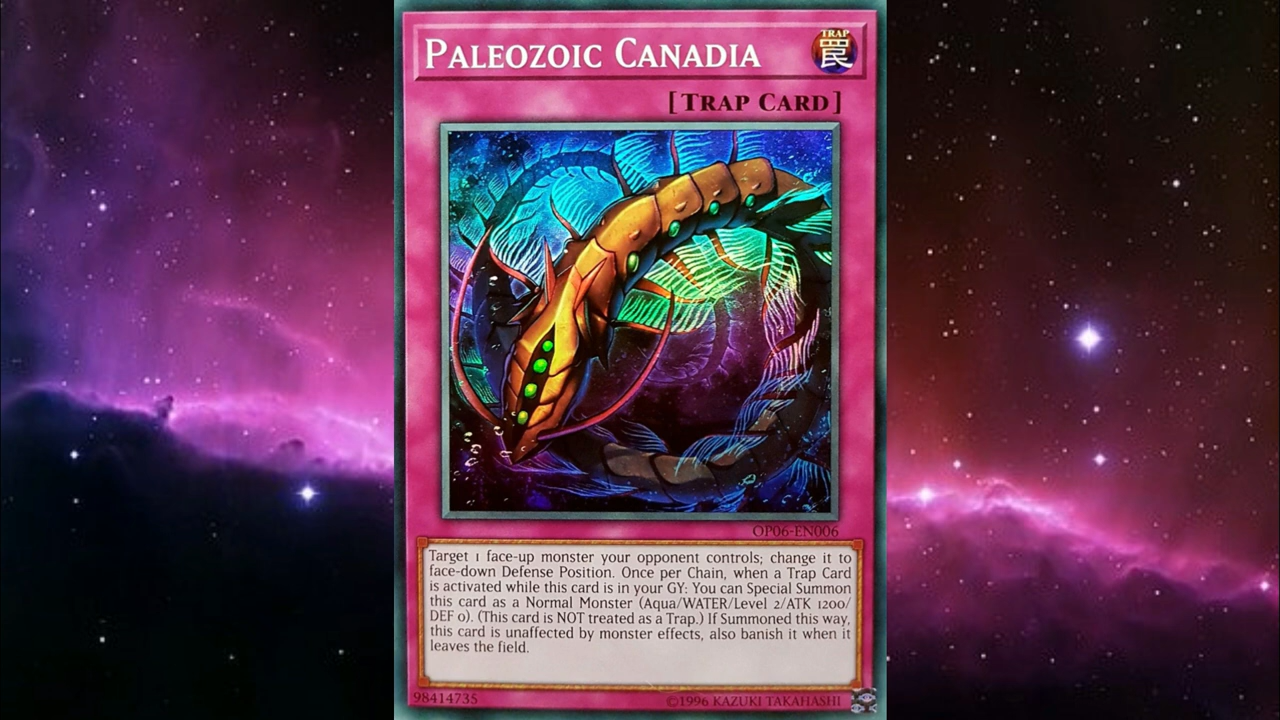 PALEOZOIC CANADIA
TRAP
罠
[TRAP CARD]
OP06-EN006
Target 1 face-up monster your opponent controls; change it to
face-down Defense Position. Once per Chain, when a Trap Card
is activated while this card is in your GY: You can Special Summon
this card as a Normal Monster (Aqua/WATER/Level 2/ATK 1200/
DEF 0). (This card is NOT treated as a Trap.) If Summoned this way,
this card is unaffected by monster effects, also banish it when it
leaves the field.
98414735
©1996 KAZUKI TAKAHASHI